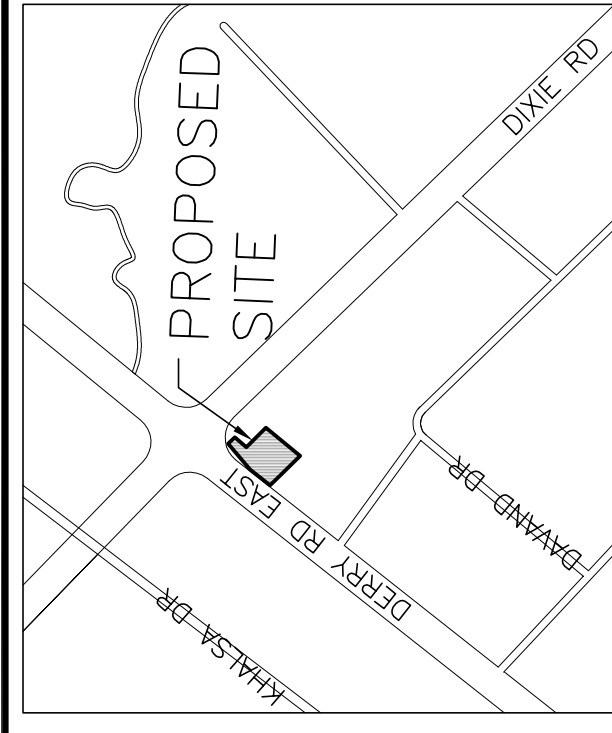 DIXIE RD
PROPOSED
SITE
DERRY RD EAST
DAVAND DR
KHALSA DR